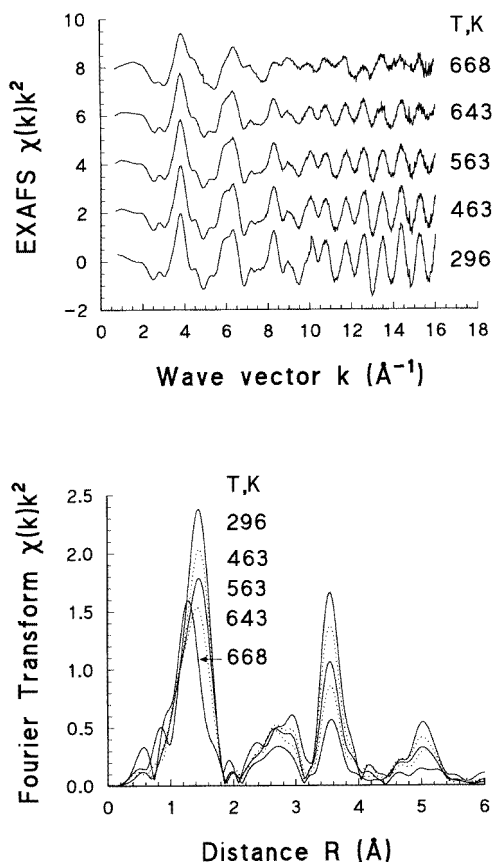 T,K
10
8
6
4
2
0
−2
668
643
563
463
296
EXAFS χ(k)k²
0 2 4 6 8 10 12 14 16 18
Wave vector k (Å⁻¹)
T,K
2.5
2.0
1.5
1.0
0.5
0.0
296
463
563
643
668
Fourier Transform χ(k)k²
0 1 2 3 4 5 6
Distance R (Å)